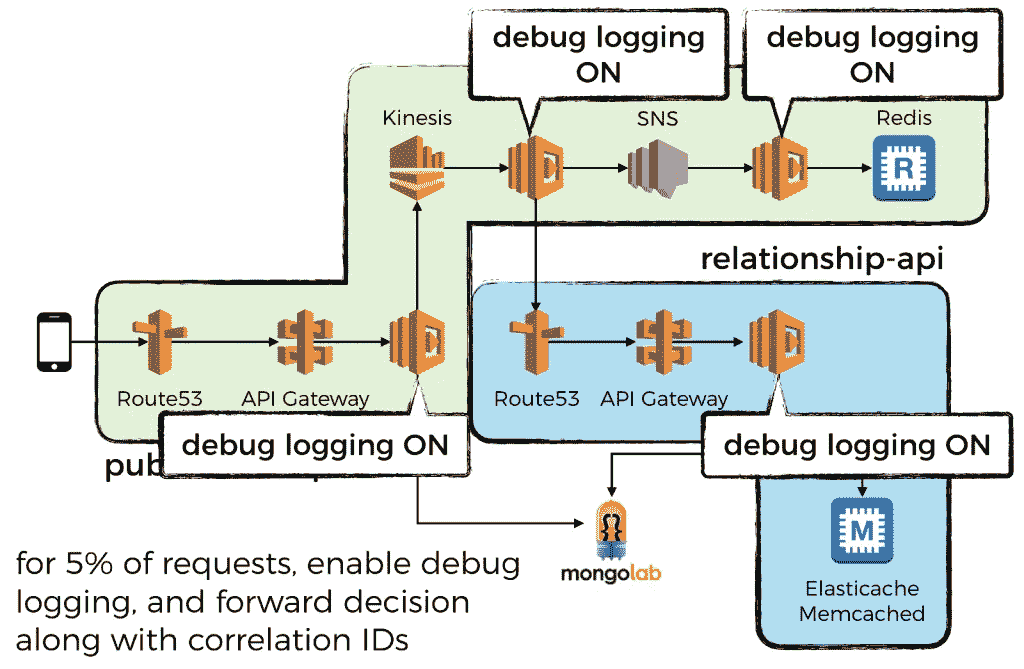 debug logging
ON
debug logging
ON
Kinesis
SNS
Redis
R
relationship-api
Route53
API Gateway
Route53
API Gateway
debug logging ON
debug logging ON
{}
mongolab
M
Elasticache
Memcached
for 5% of requests, enable debug
logging, and forward decision
along with correlation IDs